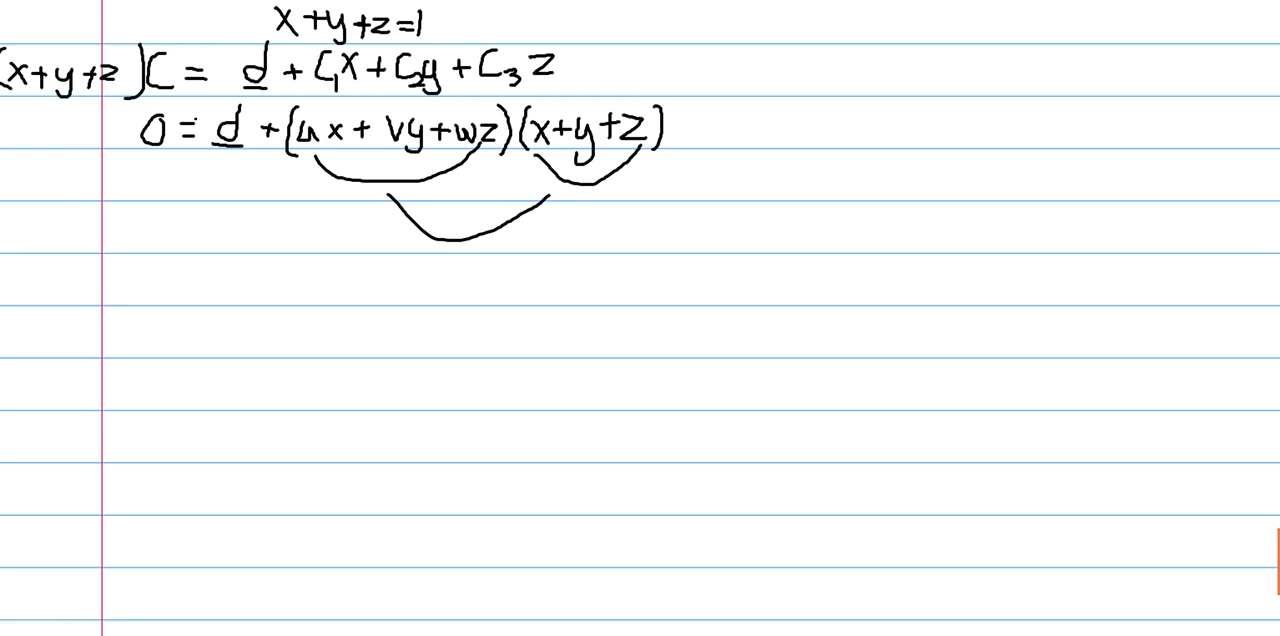 x+y+z=1
(x+y+z)C = d + C₁x + C₂y + C₃z
0 = d + (ux + vy + wz)(x+y+z)